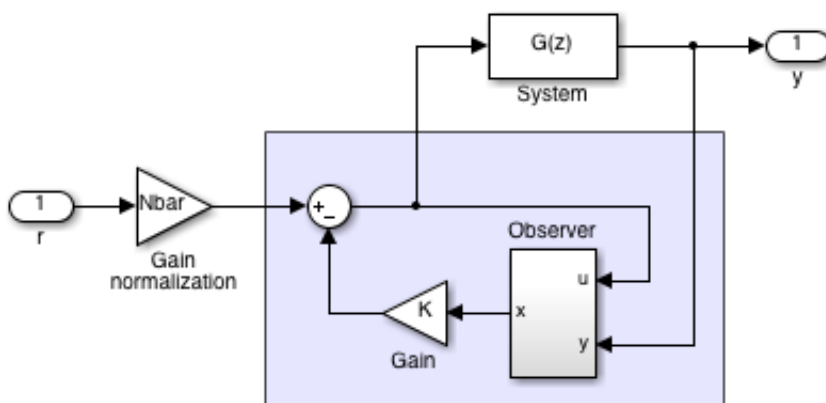 G(z)
1
System
y
1
Nbar
+
-
r
Observer
Gain
normalization
u
K
x
y
Gain